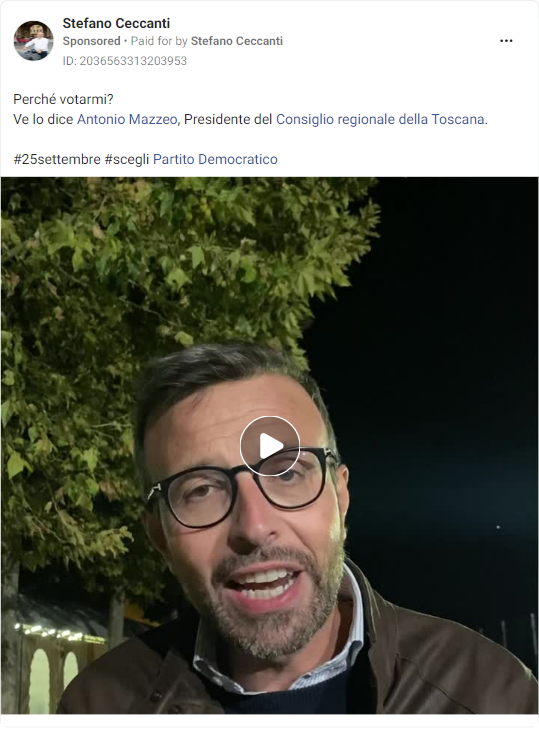 Stefano Ceccanti
Sponsored • Paid for by Stefano Ceccanti
ID: 2036563313203953
Perché votarmi?
Ve lo dice Antonio Mazzeo, Presidente del Consiglio regionale della Toscana.
#25settembre #scegli Partito Democratico